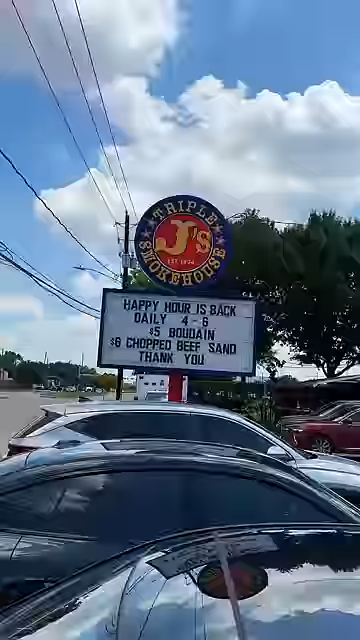 TRIPLE
J's
EST. 1994
SMOKEHOUSE
HAPPY HOUR IS BACK
DAILY 4-6
$5 BOUDAIN
$6 CHOPPED BEEF SAND
THANK YOU